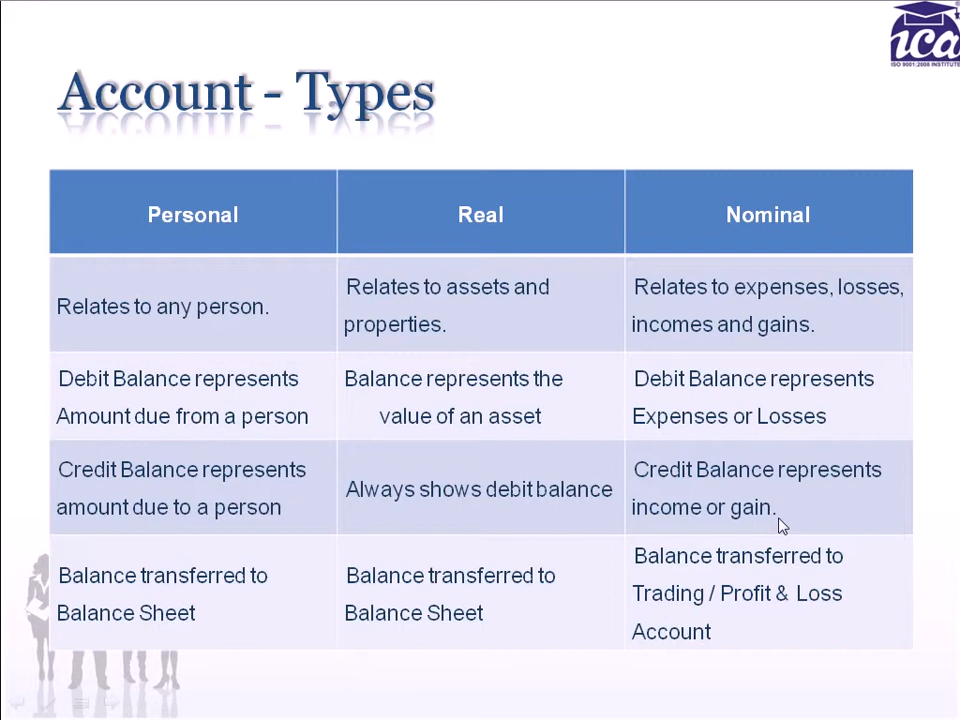 ica
ISO 9001:2008 INSTITUTE
Account - Types
Personal
Real
Nominal
Relates to any person.
Relates to assets and
properties.
Relates to expenses, losses,
incomes and gains.
Debit Balance represents
Amount due from a person
Balance represents the
value of an asset
Debit Balance represents
Expenses or Losses
Credit Balance represents
amount due to a person
Always shows debit balance
Credit Balance represents
income or gain.
Balance transferred to
Balance Sheet
Balance transferred to
Balance Sheet
Balance transferred to
Trading / Profit & Loss
Account